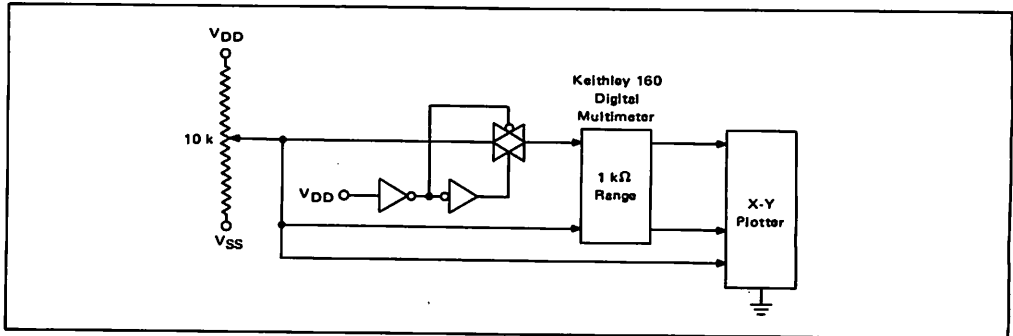 VDD
10 k
VSS
VDD
Keithley 160
Digital
Multimeter
1 kΩ
Range
X-Y
Plotter